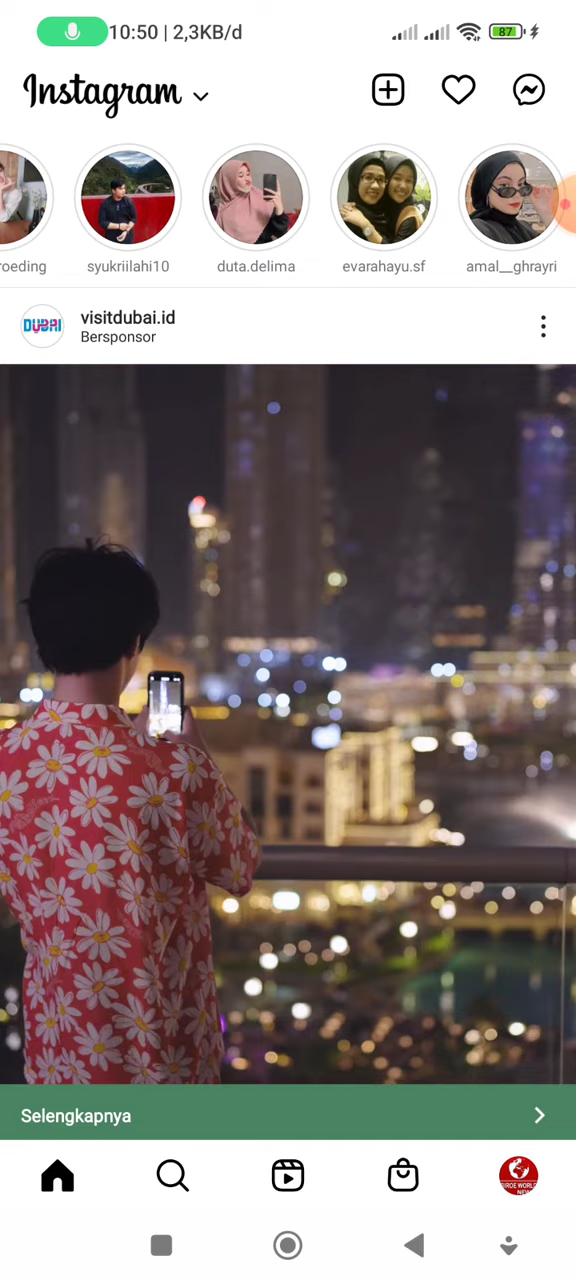 10:50 | 2,3KB/d
87
Instagram
roeding
syukriilahi10
duta.delima
evarahayu.sf
amal__ghrayri
DUBAI
visitdubai.id
Bersponsor
Selengkapnya